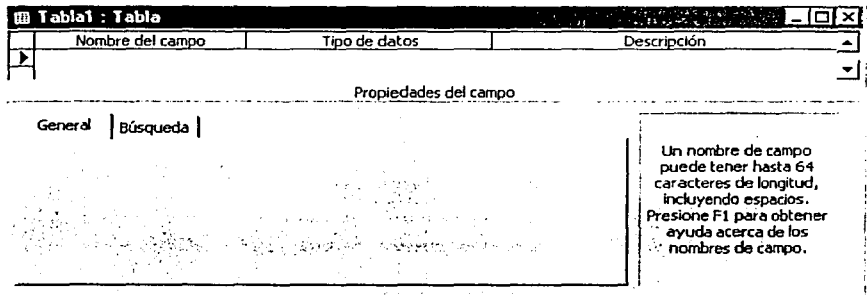 Tabla1 : Tabla
Nombre del campo Tipo de datos Descripción
Propiedades del campo
General Búsqueda
Un nombre de campo
puede tener hasta 64
caracteres de longitud,
incluyendo espacios.
Presione F1 para obtener
ayuda acerca de los
nombres de campo.